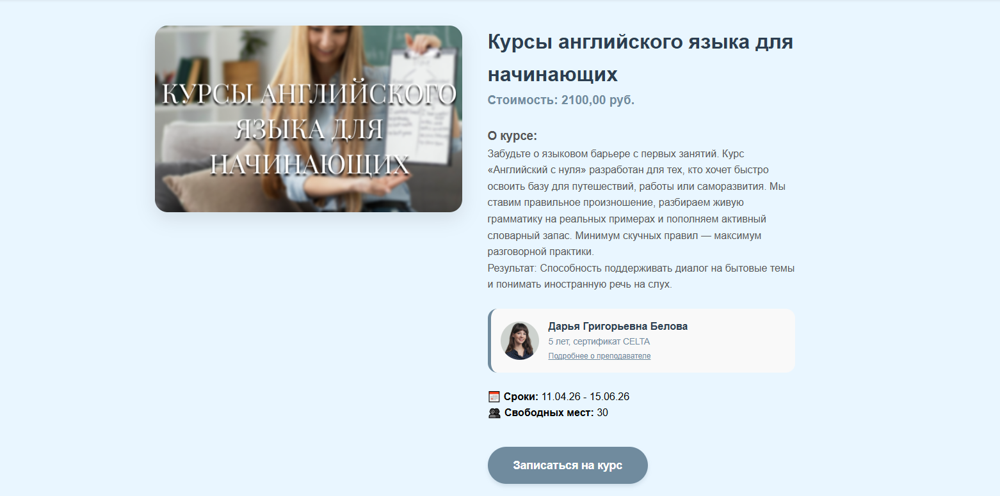 КУРСЫ АНГЛИЙСКОГО
ЯЗЫКА ДЛЯ
НАЧИНАЮЩИХ
Курсы английского языка для
начинающих
Стоимость: 2100,00 руб.
О курсе:
Забудьте о языковом барьере с первых занятий. Курс
«Английский с нуля» разработан для тех, кто хочет быстро
освоить базу для путешествий, работы или саморазвития. Мы
ставим правильное произношение, разбираем живую
грамматику на реальных примерах и пополняем активный
словарный запас. Минимум скучных правил — максимум
разговорной практики.
Результат: Способность поддерживать диалог на бытовые темы
и понимать иностранную речь на слух.
Дарья Григорьевна Белова
5 лет, сертификат CELTA
Подробнее о преподавателе
Сроки: 11.04.26 - 15.06.26
Свободных мест: 30
Записаться на курс